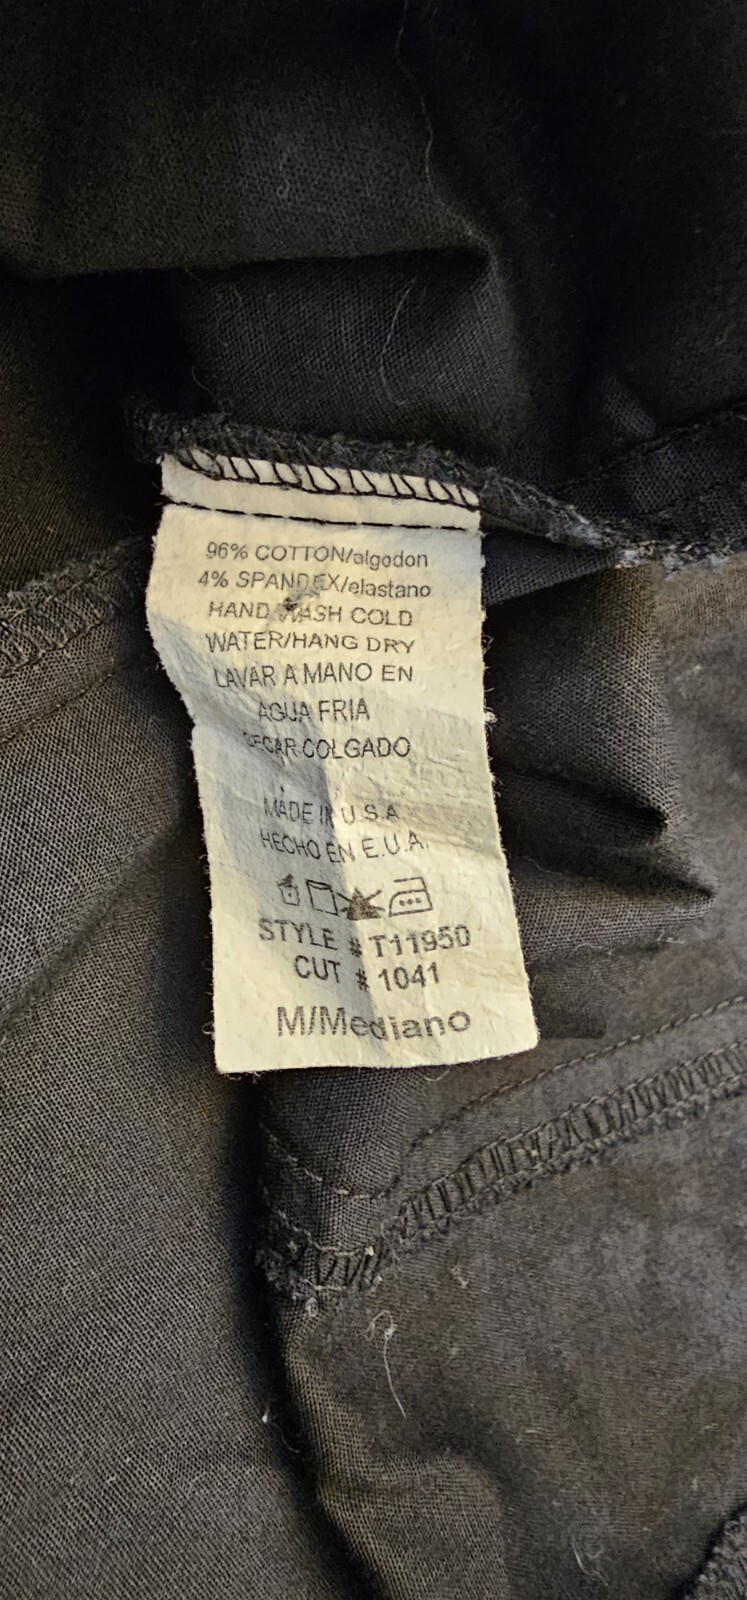 96% COTTON/algodon
4% SPANDEX/elastano
HAND WASH COLD
WATER/HANG DRY
LAVAR A MANO EN
AGUA FRIA
SECAR COLGADO
MADE IN U.S.A.
HECHO EN E.U.A.
STYLE # T11950
CUT # 1041
M/Mediano